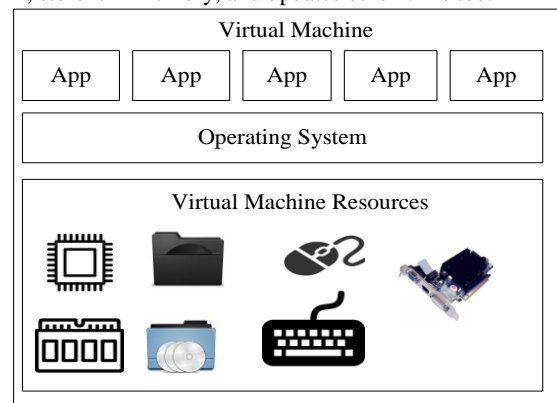 Virtual Machine
App App App App App
Operating System
Virtual Machine Resources